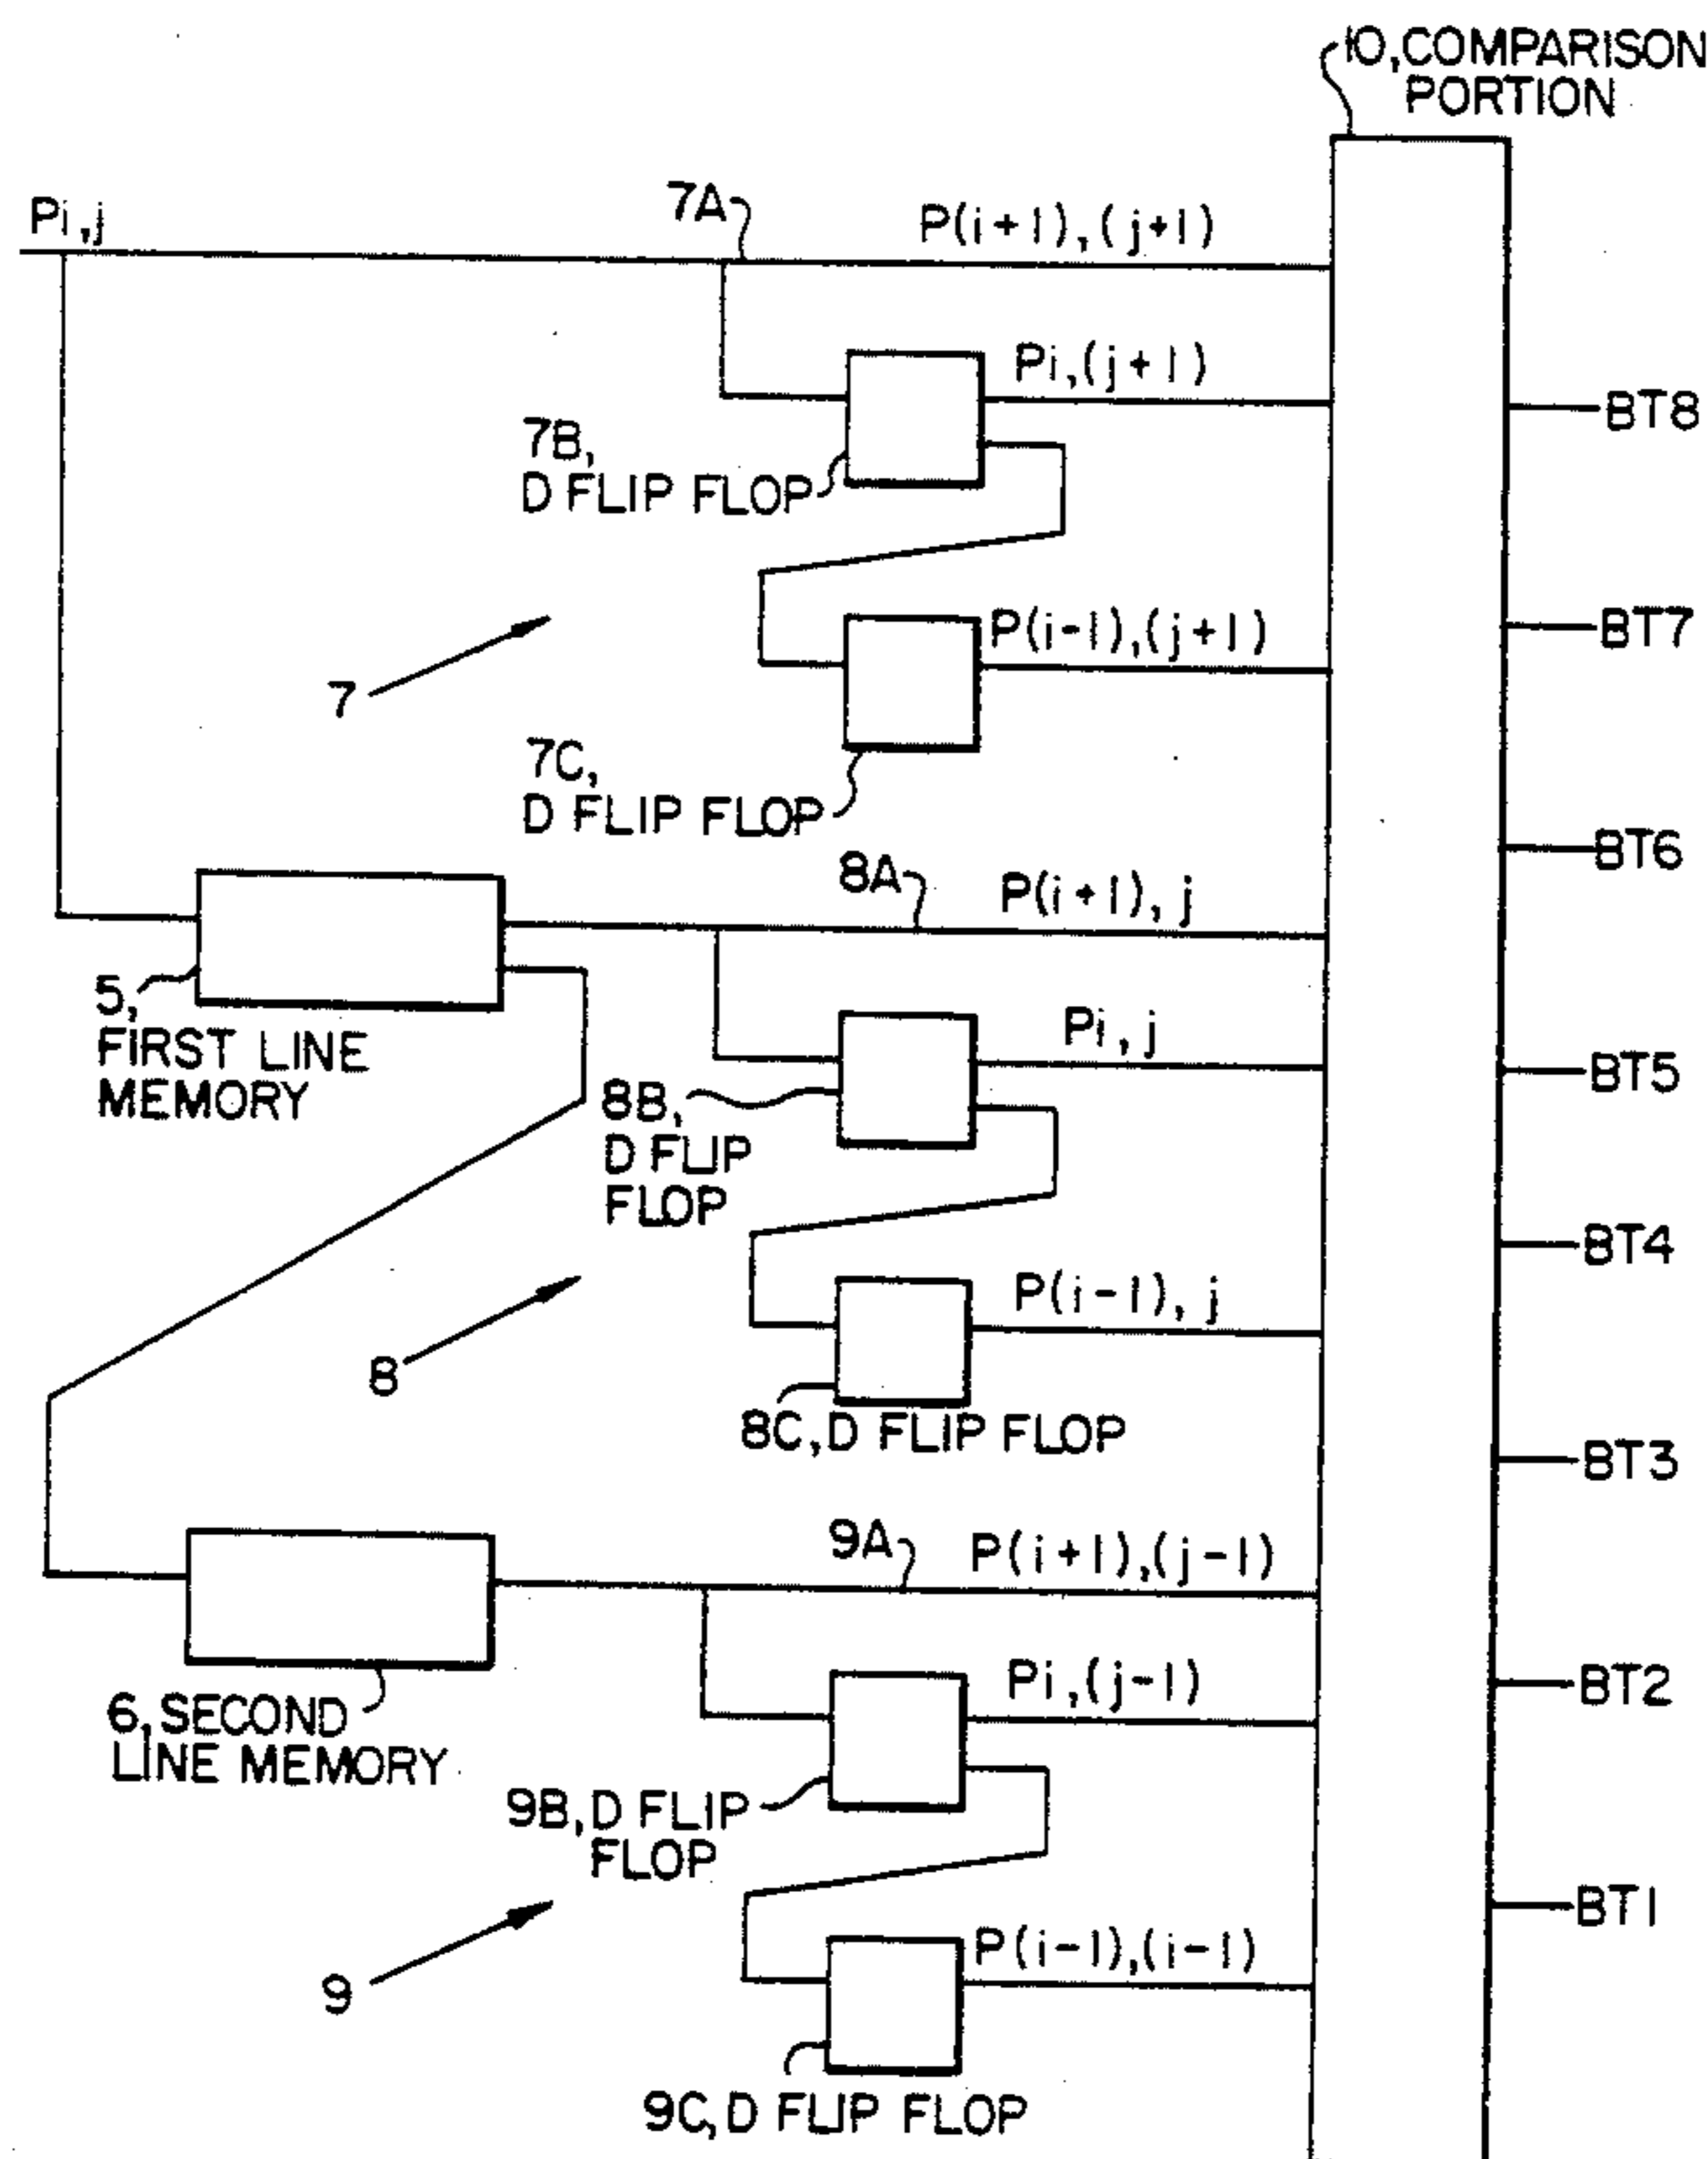 10, COMPARISON
PORTION
Pi,j
7A
P(i+1),(j+1)
Pi,(j+1)
BT8
7B,
D FLIP FLOP
P(i-1),(j+1)
BT7
7
7C,
D FLIP FLOP
BT6
8A
P(i+1),j
5,
FIRST LINE
MEMORY
Pi,j
BT5
8B,
D FLIP
FLOP
BT4
P(i-1),j
8
8C, D FLIP FLOP
BT3
9A
P(i+1),(j-1)
Pi,(j-1)
BT2
6, SECOND
LINE MEMORY
9B, D FLIP
FLOP
BT1
P(i-1),(i-1)
9
9C, D FLIP FLOP